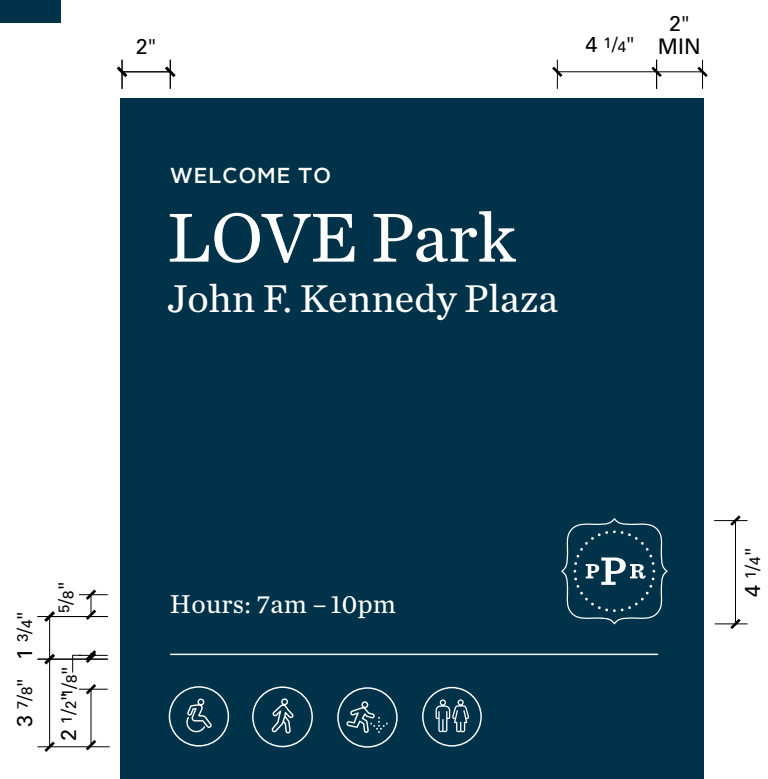 2"
4 1/4"
2"
MIN
WELCOME TO
LOVE Park
John F. Kennedy Plaza
PPR
4 1/4"
Hours: 7am – 10pm
5/8"
1 3/4"
1/8"
3 7/8"
2 1/2"